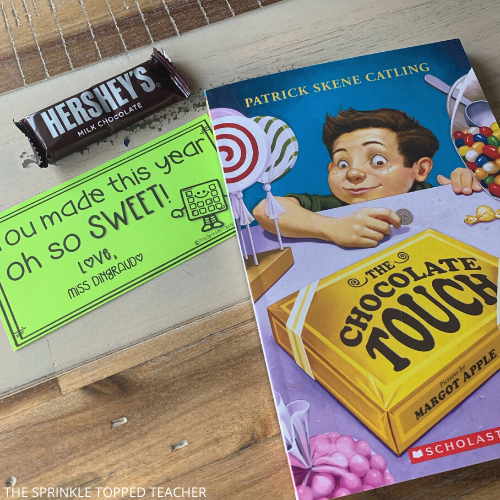 HERSHEY'S
MILK CHOCOLATE
You made this year
oh so SWEET!
LOVE,
MISS DINGRAUDO
PATRICK SKENE CATLING
THE
CHOCOLATE
TOUCH
Pictures by
MARGOT APPLE
SCHOLASTI
THE SPRINKLE TOPPED TEACHER